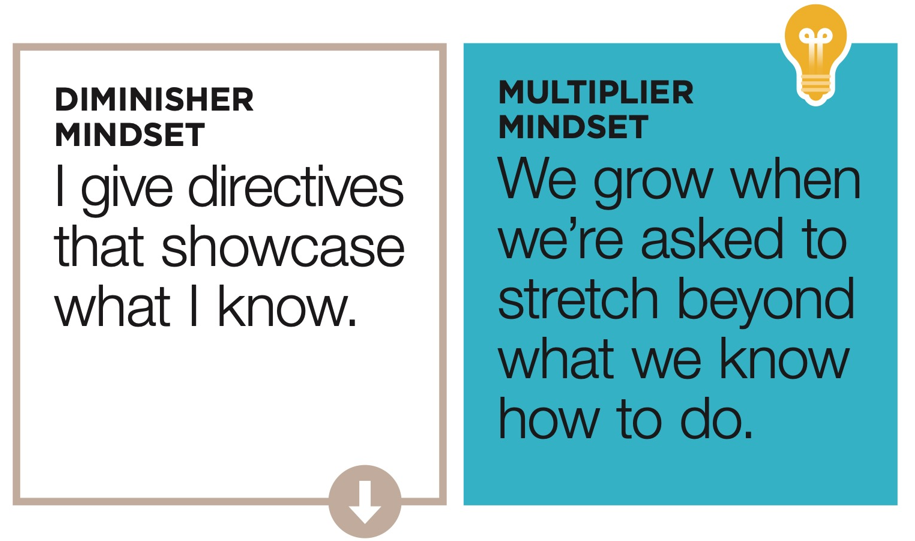 DIMINISHER
MINDSET
I give directives
that showcase
what I know.
MULTIPLIER
MINDSET
We grow when
we’re asked to
stretch beyond
what we know
how to do.